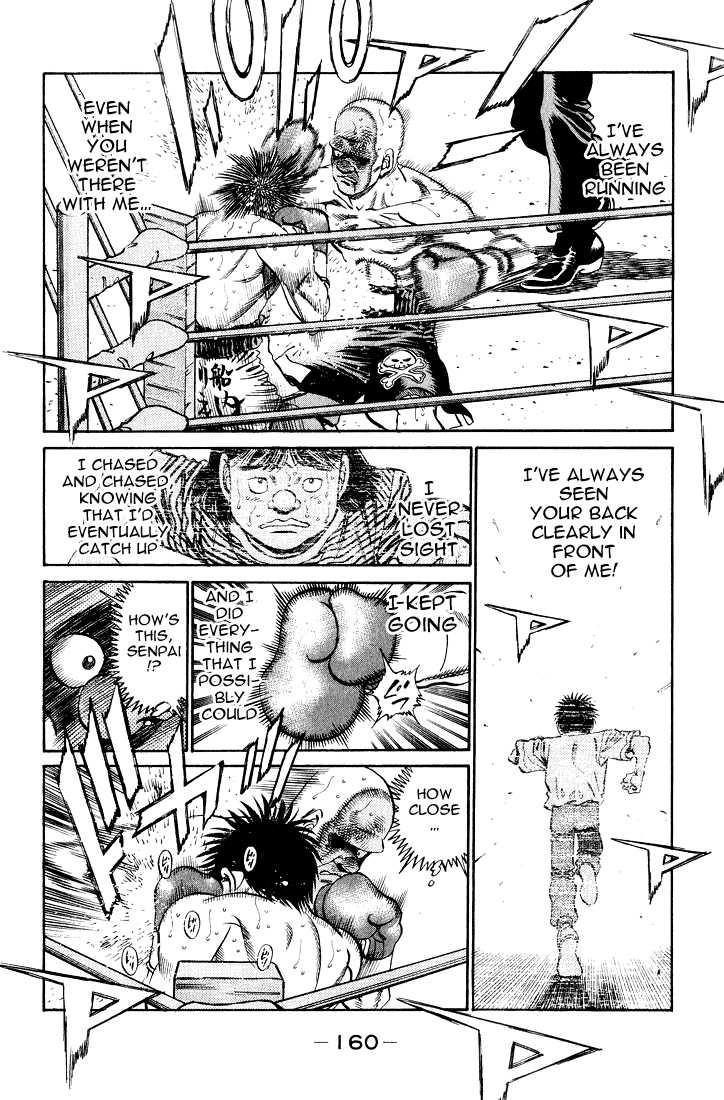 I'VE
ALWAYS
BEEN
RUNNING
EVEN
WHEN
YOU
WEREN'T
THERE
WITH ME...
I'VE ALWAYS
SEEN
YOUR BACK
CLEARLY IN
FRONT
OF ME!
I
NEVER
LOST
SIGHT
I CHASED
AND CHASED
KNOWING
THAT I'D
EVENTUALLY
CATCH UP
I-KEPT
GOING
AND I
DID
EVERY-
THING
THAT I
POSSI-
BLY
COULD
HOW'S
THIS,
SENPAI
!?
HOW
CLOSE
...
- 160 -